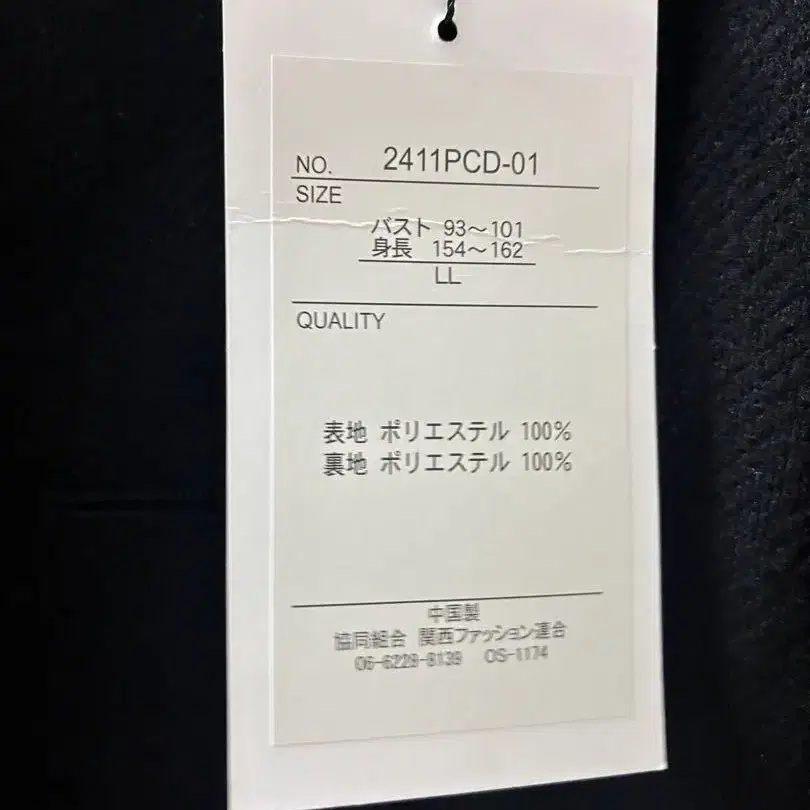 NO. 2411PCD-01
SIZE
バスト 93〜101
身長 154〜162
LL
QUALITY
表地 ポリエステル 100%
裏地 ポリエステル 100%
中国製
協同組合 関西ファッション連合
06-6228-8139 OS-1174